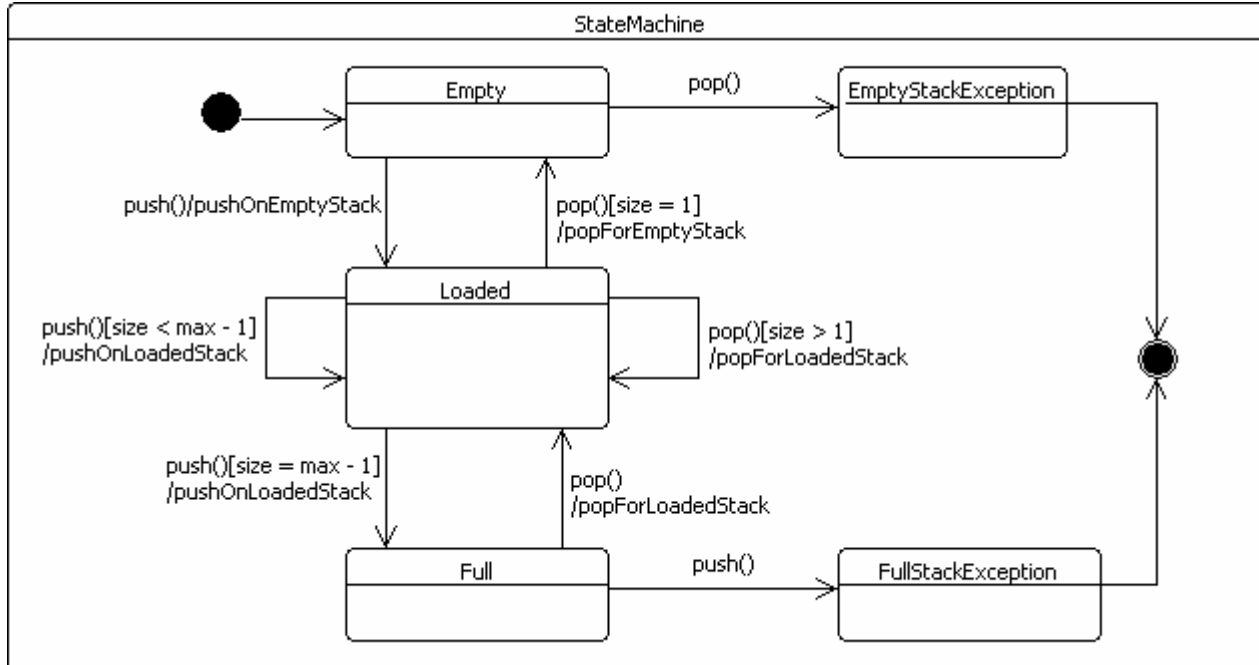 StateMachine
Empty
pop()
EmptyStackException
push()/pushOnEmptyStack
pop()[size = 1]
/popForEmptyStack
Loaded
push()[size < max - 1]
/pushOnLoadedStack
pop()[size > 1]
/popForLoadedStack
push()[size = max - 1]
/pushOnLoadedStack
pop()
/popForLoadedStack
Full
push()
FullStackException